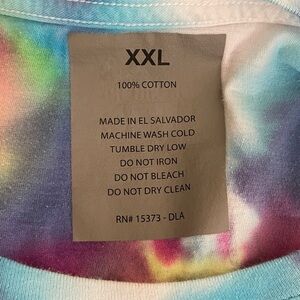 XXL
100% COTTON
MADE IN EL SALVADOR
MACHINE WASH COLD
TUMBLE DRY LOW
DO NOT IRON
DO NOT BLEACH
DO NOT DRY CLEAN
RN# 15373 - DLA